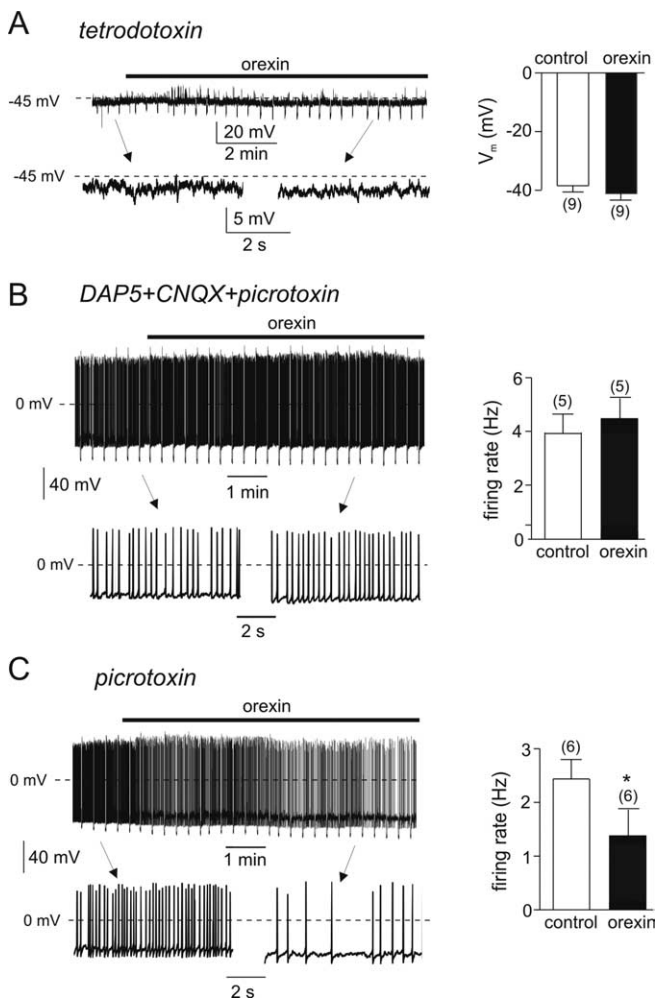 A tetrodotoxin
orexin
-45 mV
20 mV
2 min
-45 mV
5 mV
2 s
control orexin
0
-20
-40
Vm (mV)
(9) (9)
B DAP5+CNQX+picrotoxin
orexin
0 mV
40 mV
1 min
0 mV
2 s
6
4
2
0
firing rate (Hz)
(5) (5)
control orexin
C picrotoxin
orexin
0 mV
40 mV
1 min
0 mV
2 s
3
2
1
0
firing rate (Hz)
(6)
*
(6)
control orexin